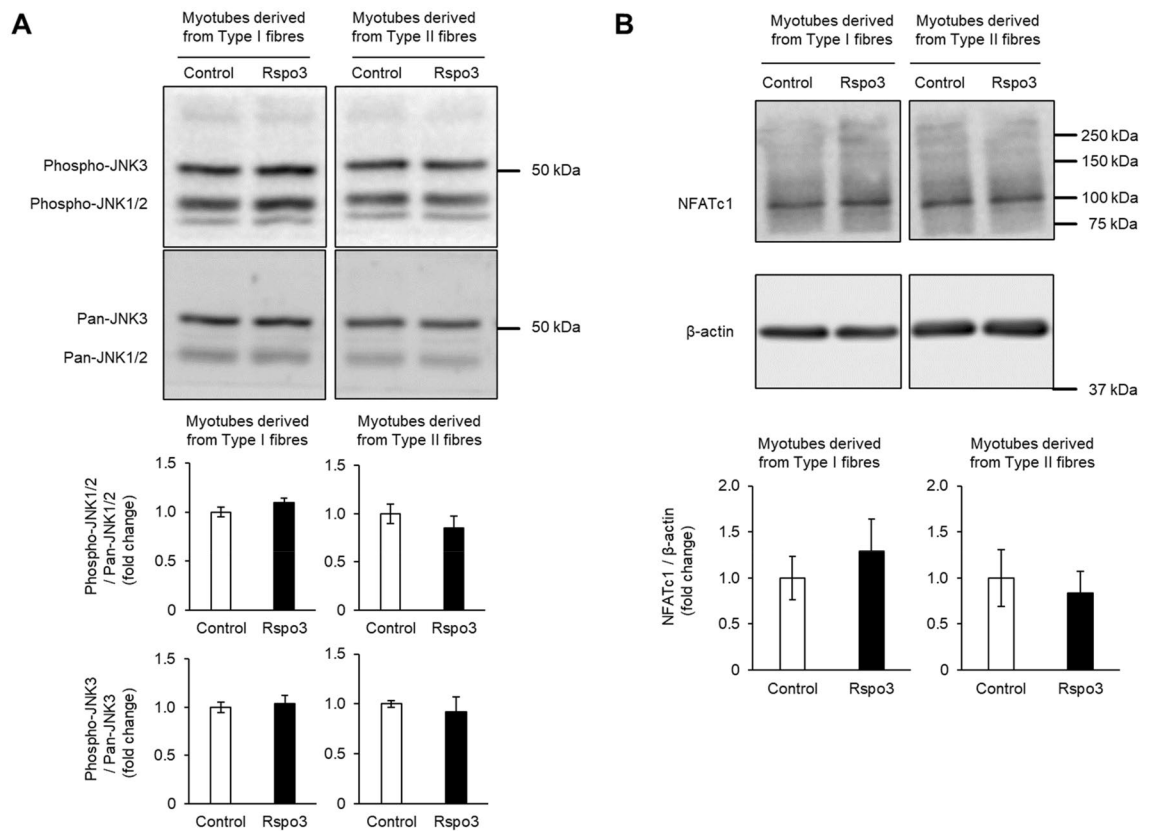 A
Myotubes derived
from Type I fibres
Myotubes derived
from Type II fibres
Control
Rspo3
Control
Rspo3
Phospho-JNK3
Phospho-JNK1/2
50 kDa
Pan-JNK3
Pan-JNK1/2
50 kDa
Myotubes derived
from Type I fibres
Myotubes derived
from Type II fibres
Phospho-JNK1/2
/ Pan-JNK1/2
(fold change)
1.5
1.0
0.5
0
Control
Rspo3
1.5
1.0
0.5
0
Control
Rspo3
Phospho-JNK3
/ Pan-JNK3
(fold change)
1.5
1.0
0.5
0
Control
Rspo3
1.5
1.0
0.5
0
Control
Rspo3
B
Myotubes derived
from Type I fibres
Myotubes derived
from Type II fibres
Control
Rspo3
Control
Rspo3
NFATc1
250 kDa
150 kDa
100 kDa
75 kDa
β-actin
37 kDa
Myotubes derived
from Type I fibres
Myotubes derived
from Type II fibres
NFATc1 / β-actin
(fold change)
2.0
1.5
1.0
0.5
0
Control
Rspo3
2.0
1.5
1.0
0.5
0
Control
Rspo3